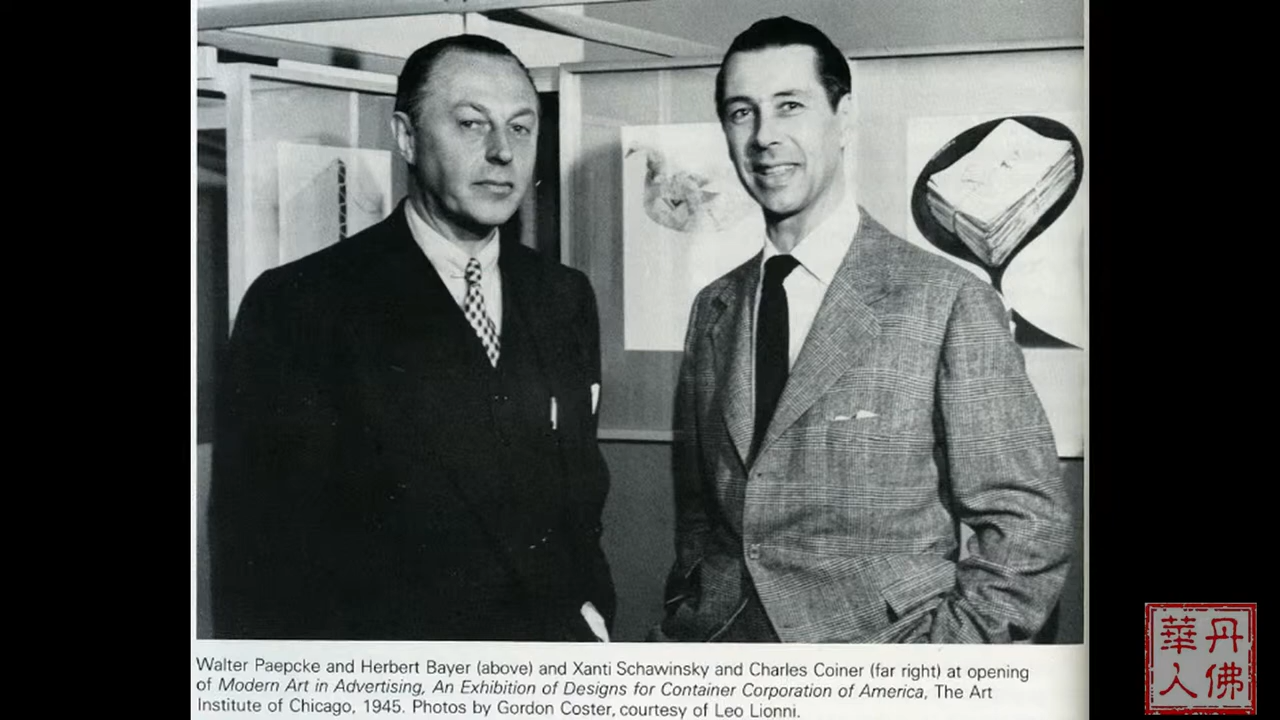 Walter Paepcke and Herbert Bayer (above) and Xanti Schawinsky and Charles Coiner (far right) at opening
of Modern Art in Advertising, An Exhibition of Designs for Container Corporation of America, The Art
Institute of Chicago, 1945. Photos by Gordon Coster, courtesy of Leo Lionni.
丹佛
華人